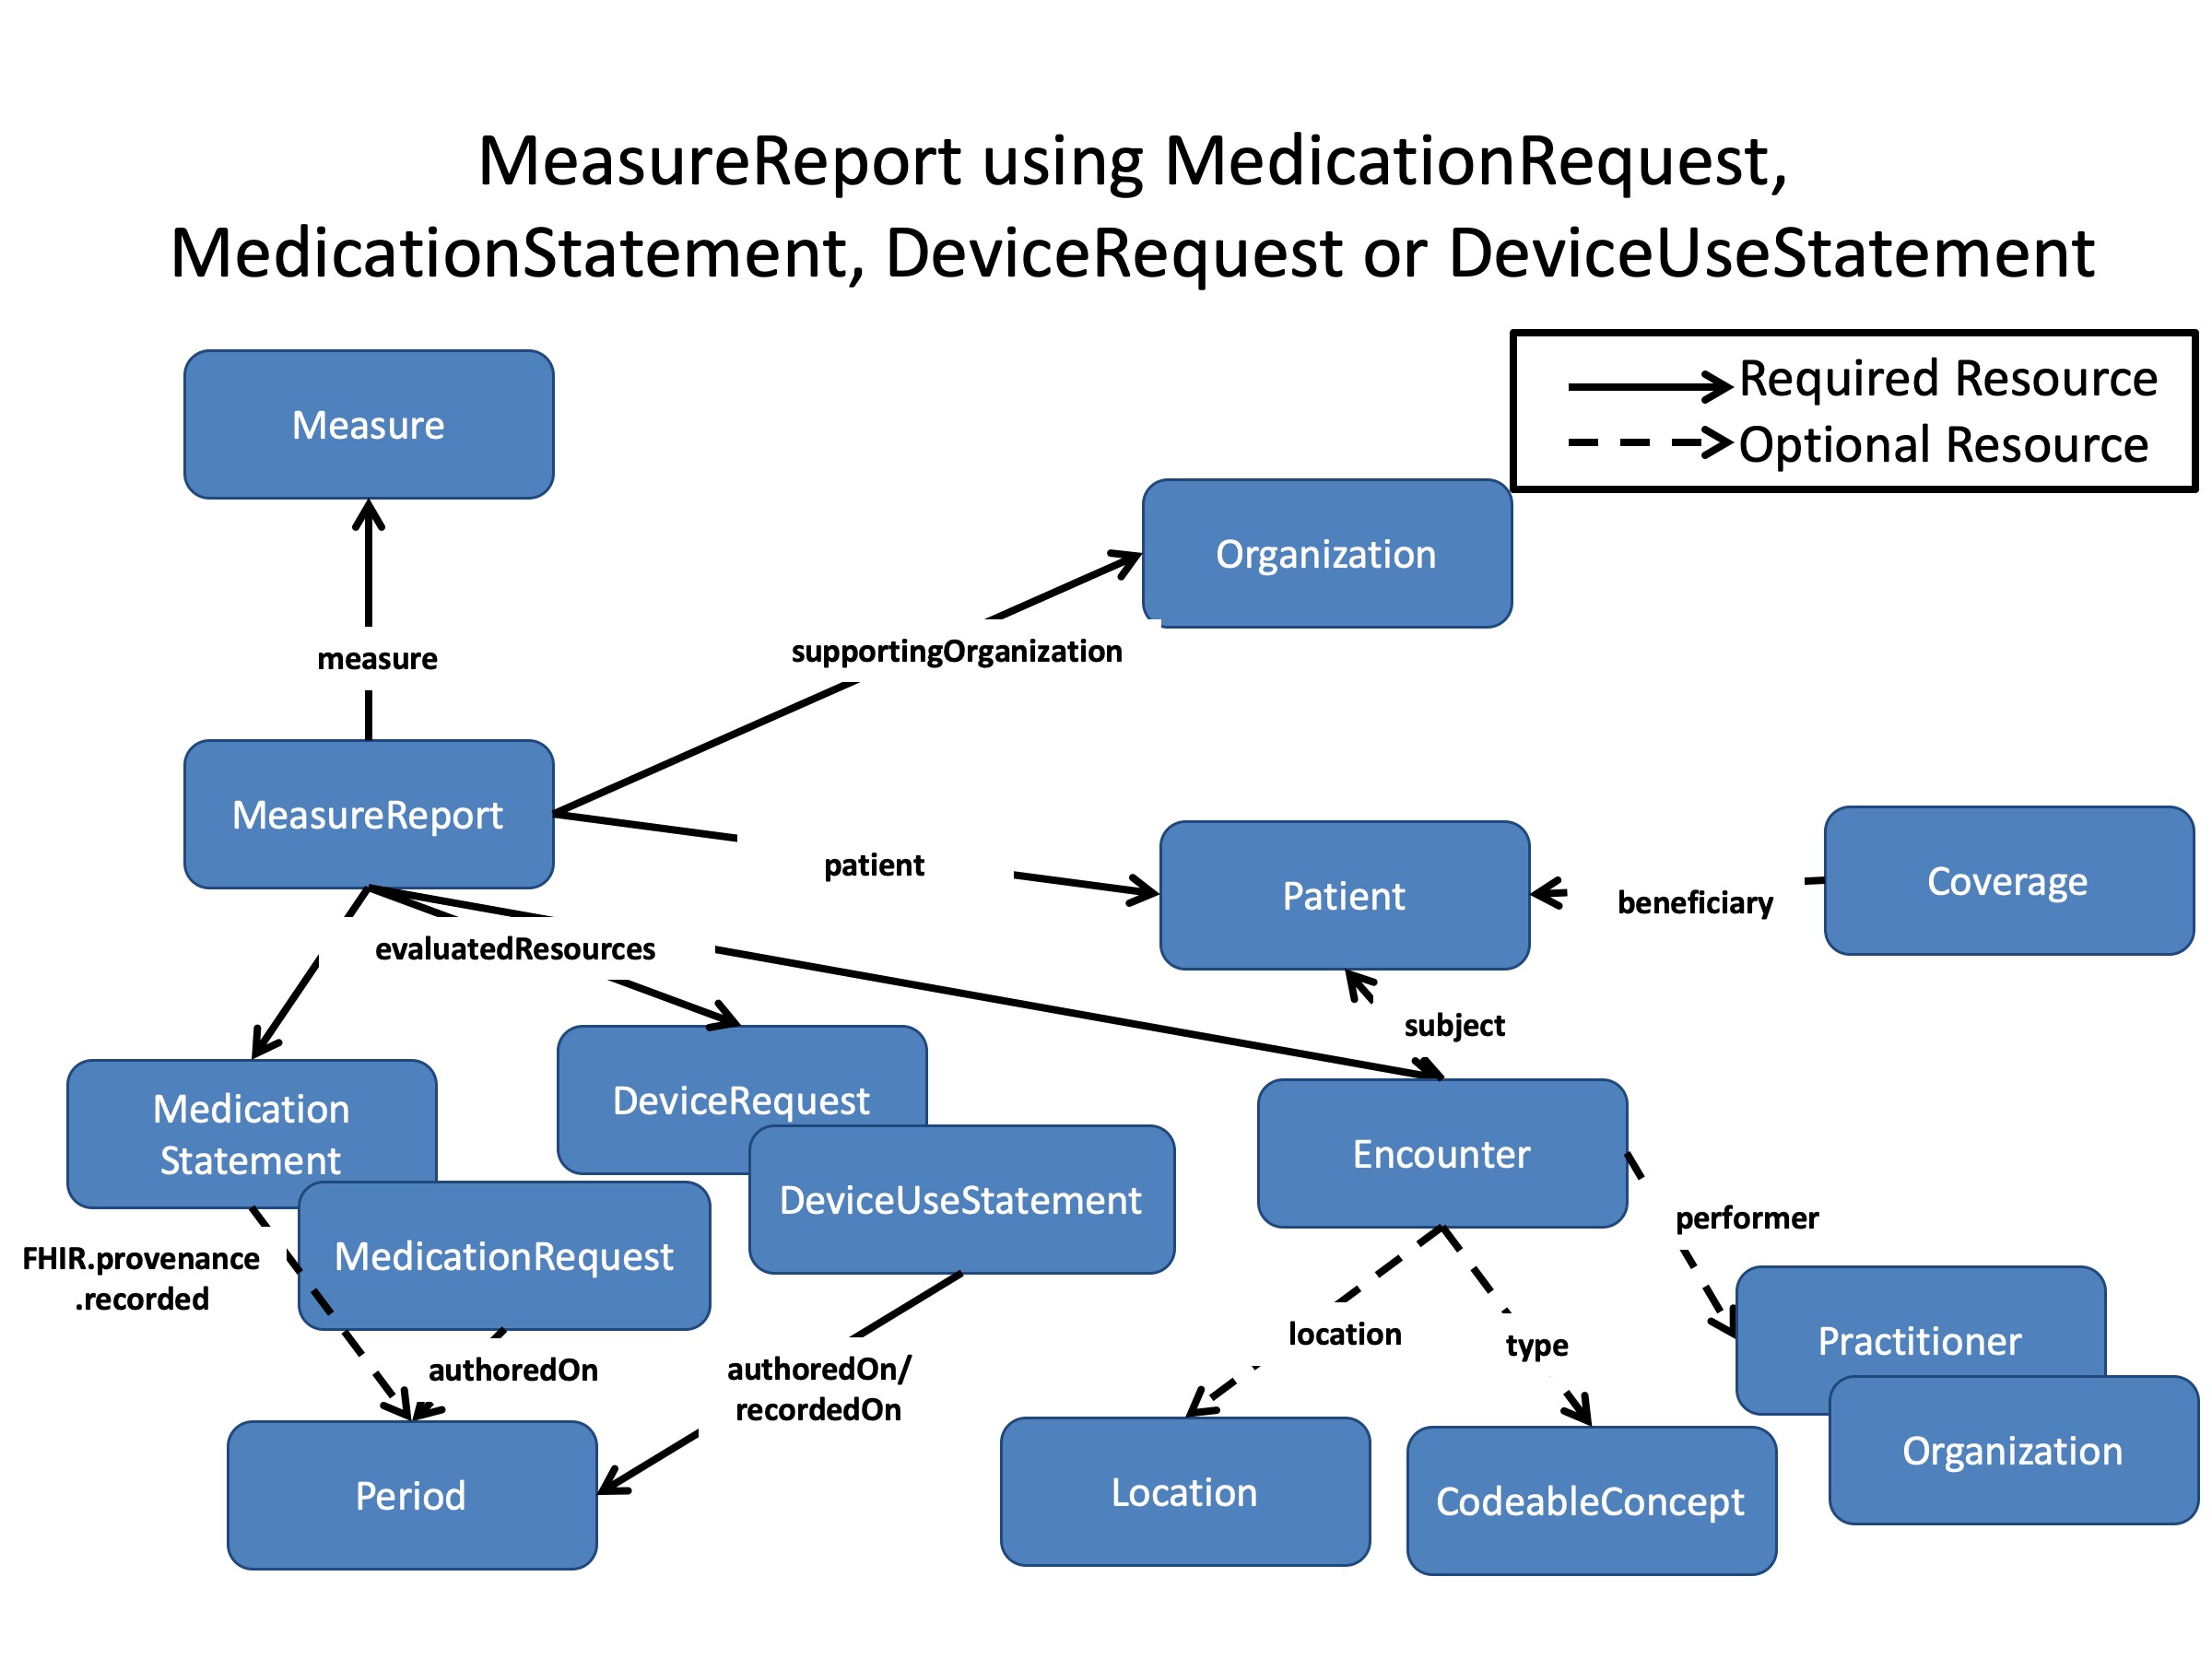 MeasureReport using MedicationRequest,
MedicationStatement, DeviceRequest or DeviceUseStatement
Required Resource
Optional Resource
Measure
Organization
measure
supportingOrganization
MeasureReport
patient
Patient
beneficiary
Coverage
evaluatedResources
subject
Medication
Statement
DeviceRequest
Encounter
DeviceUseStatement
performer
FHIR.provenance
.recorded
MedicationRequest
location
type
Practitioner
authoredOn
authoredOn/
recordedOn
Organization
Period
Location
CodeableConcept